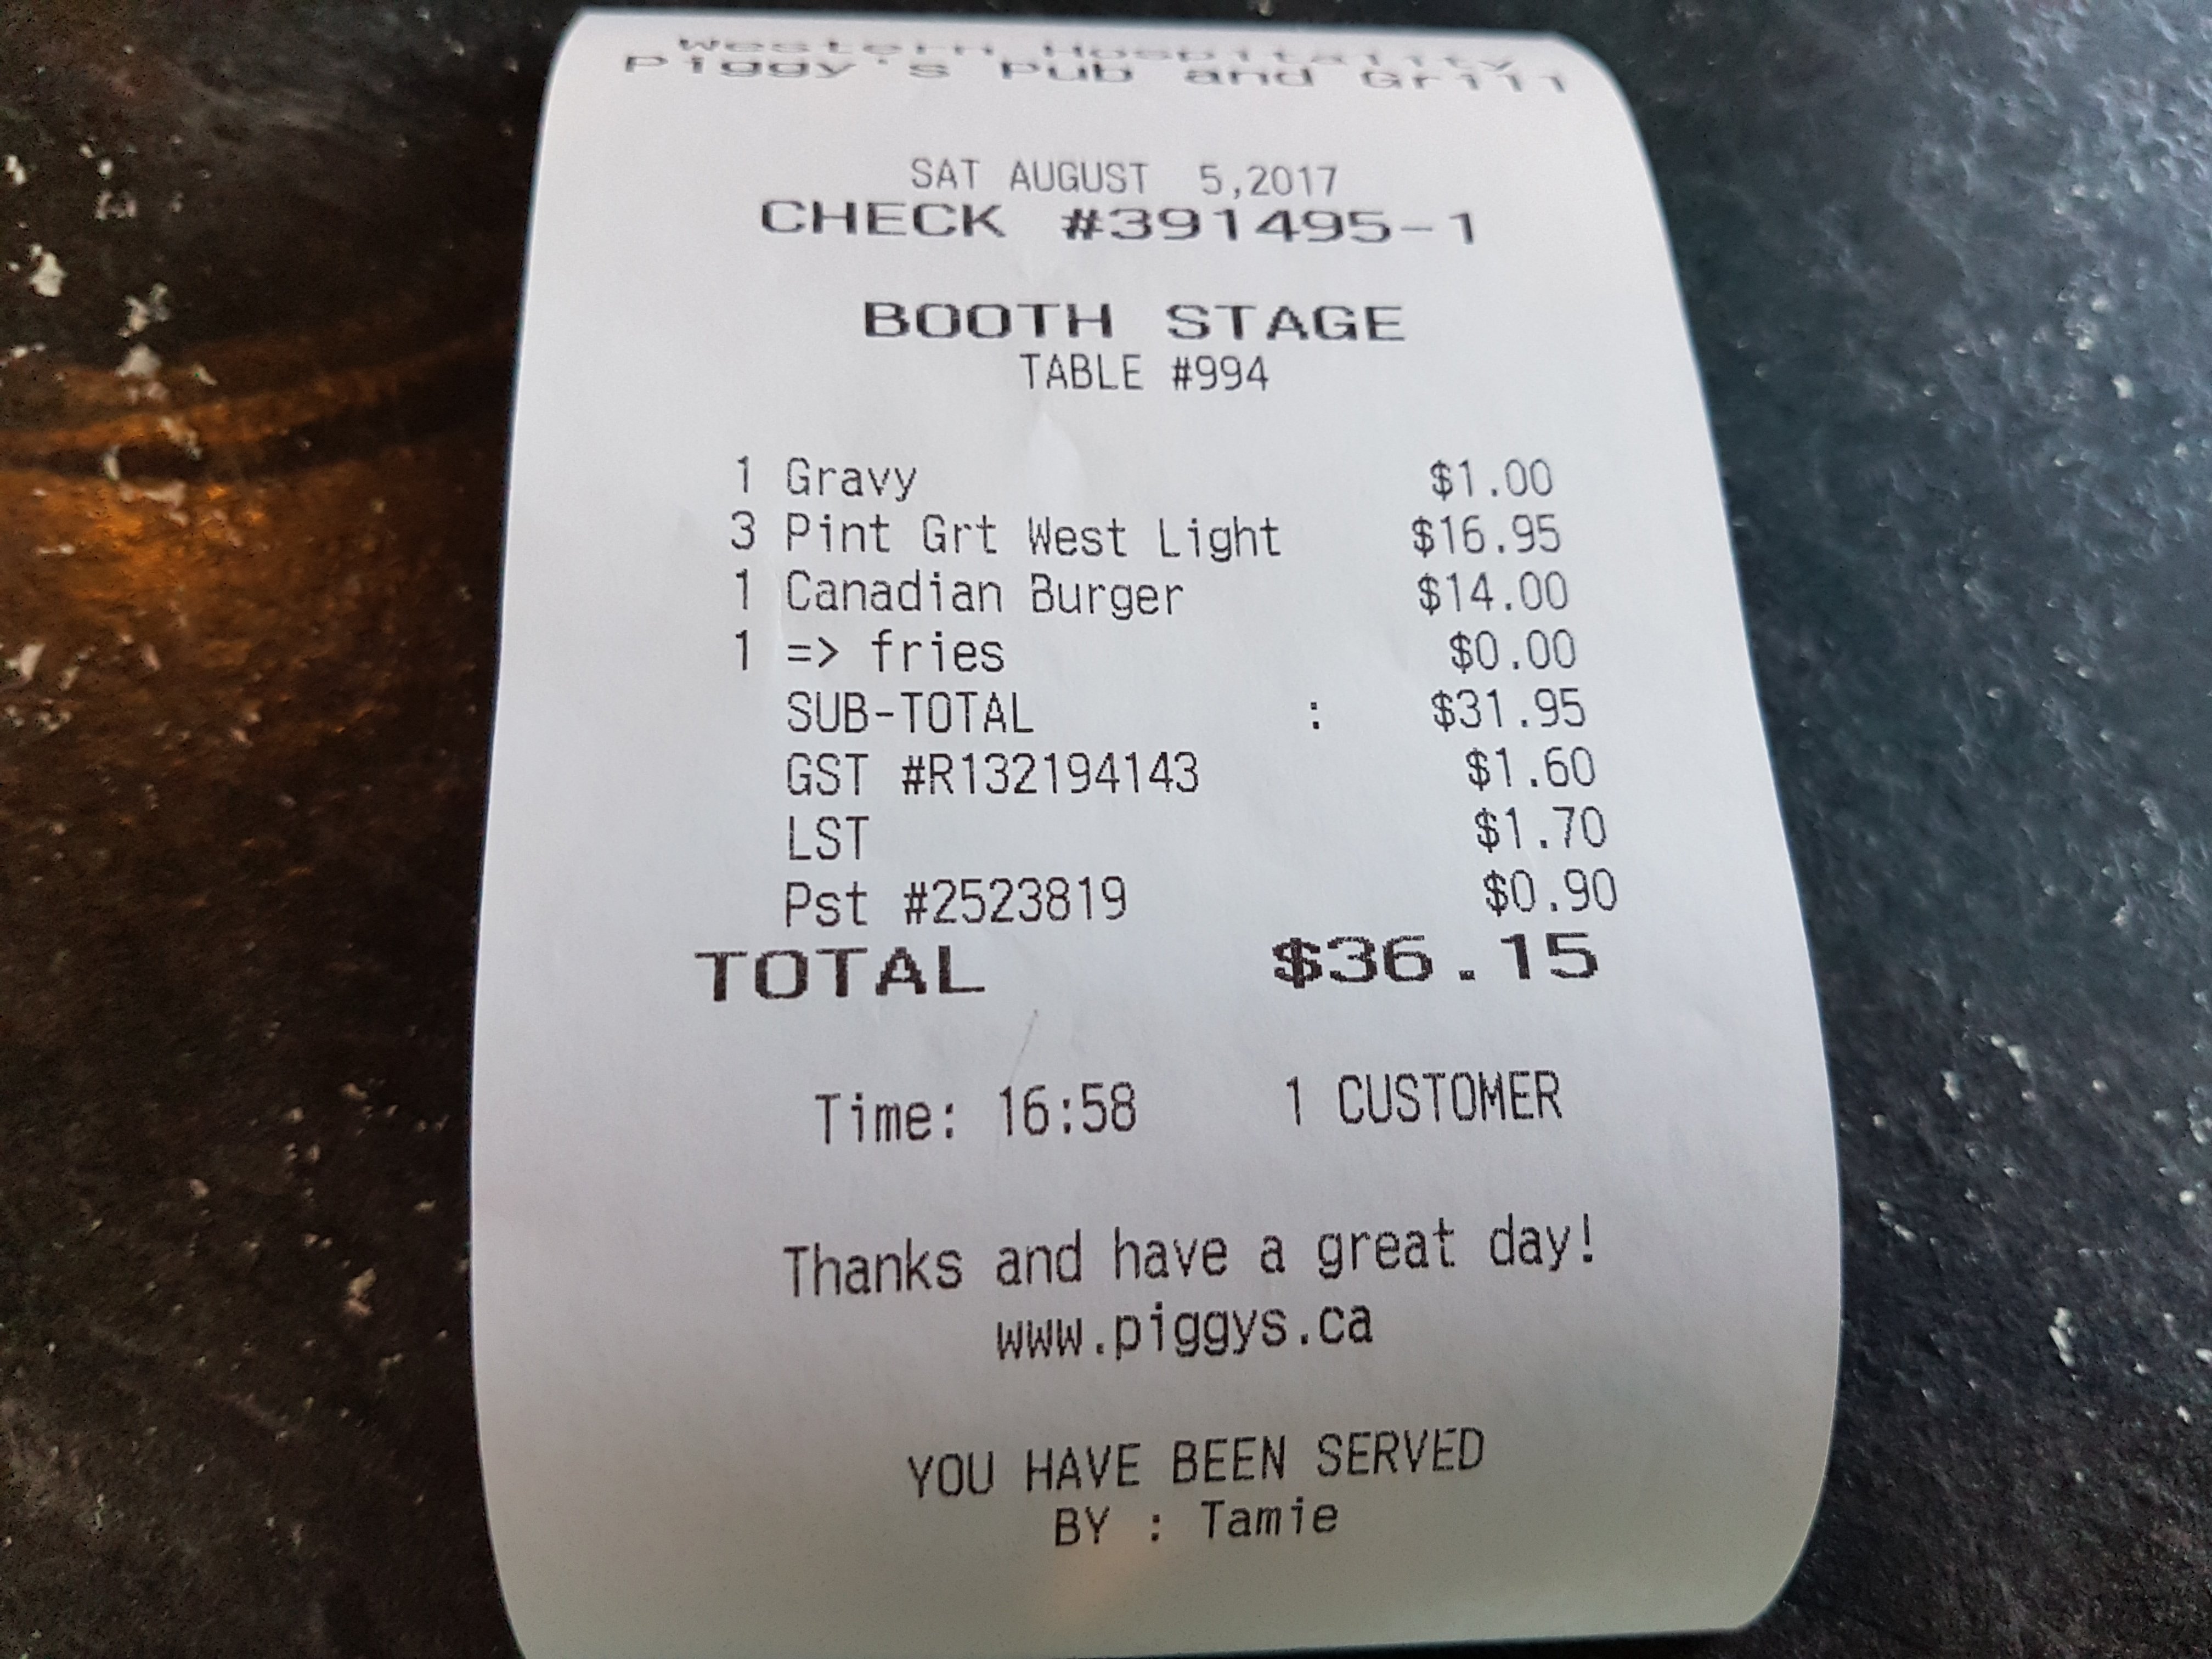 Western Hospitality
Piggy's Pub and Grill
SAT AUGUST 5,2017
CHECK #391495-1
BOOTH STAGE
TABLE #994
1 Gravy $1.00
3 Pint Grt West Light $16.95
1 Canadian Burger $14.00
1 => fries $0.00
SUB-TOTAL : $31.95
GST #R132194143 $1.60
LST $1.70
Pst #2523819 $0.90
TOTAL $36.15
Time: 16:58 1 CUSTOMER
Thanks and have a great day!
www.piggys.ca
YOU HAVE BEEN SERVED
BY : Tamie